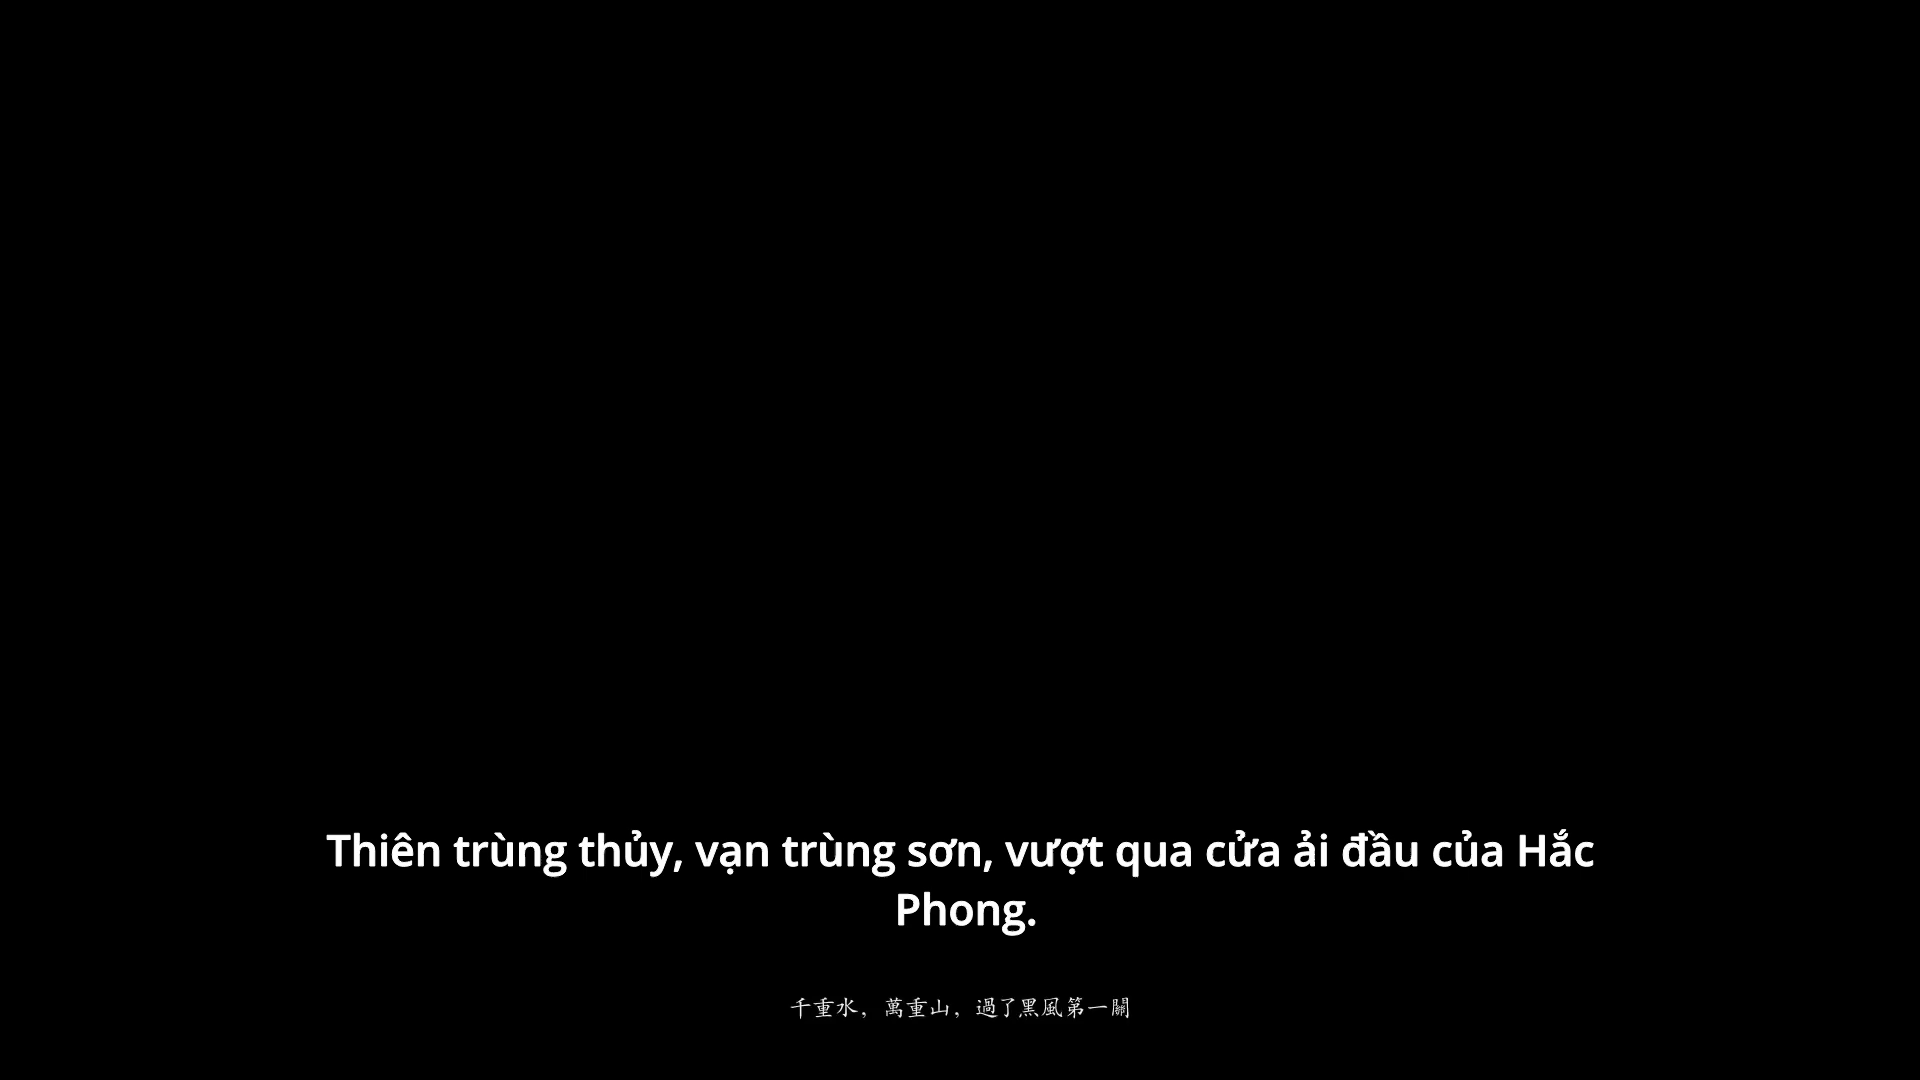 Thiên trùng thủy, vạn trùng sơn, vượt qua cửa ải đầu của Hắc
Phong.
千重水，萬重山，過了黑風第一關